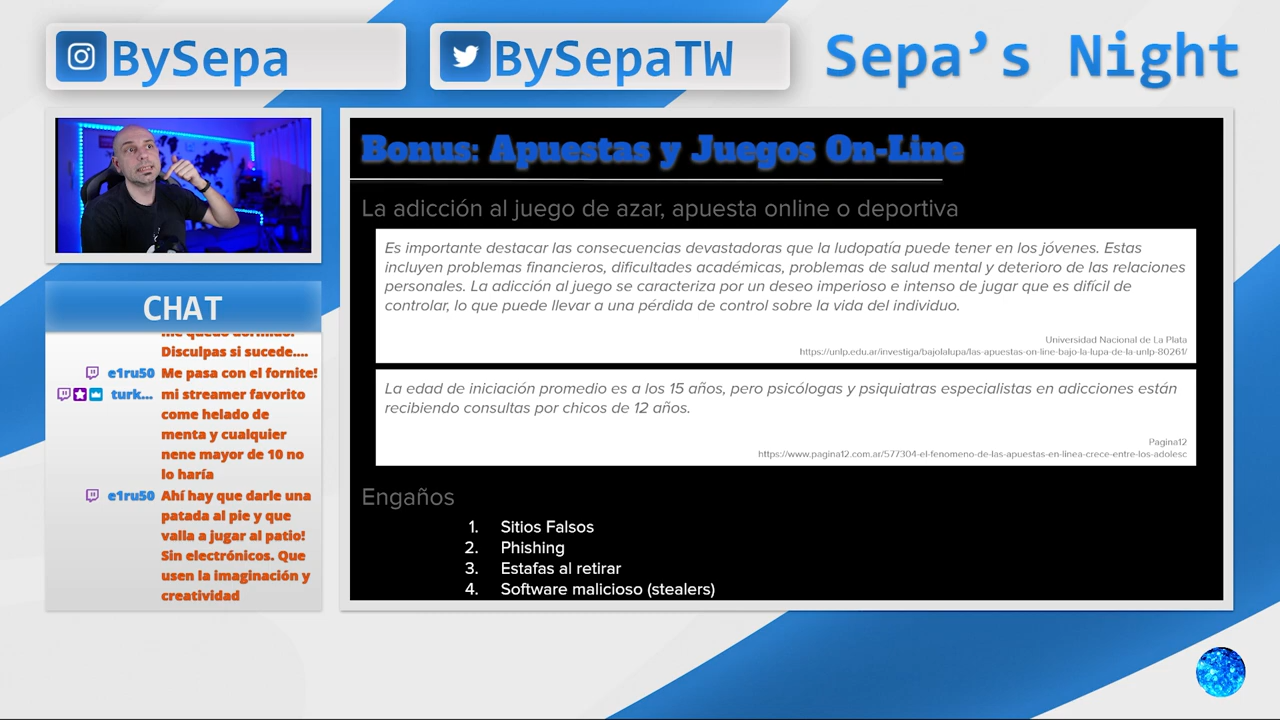 BySepa
BySepaTW
Sepa’s Night
CHAT
me quedo dormido!
Disculpas si sucede....
e1ru50 Me pasa con el fornite!
turk... mi streamer favorito
come helado de
menta y cualquier
nene mayor de 10 no
lo haría
e1ru50 Ahí hay que darle una
patada al pie y que
valla a jugar al patio!
Sin electrónicos. Que
usen la imaginación y
creatividad
Bonus: Apuestas y Juegos On-Line
La adicción al juego de azar, apuesta online o deportiva
Es importante destacar las consecuencias devastadoras que la ludopatía puede tener en los jóvenes. Estas
incluyen problemas financieros, dificultades académicas, problemas de salud mental y deterioro de las relaciones
personales. La adicción al juego se caracteriza por un deseo imperioso e intenso de jugar que es difícil de
controlar, lo que puede llevar a una pérdida de control sobre la vida del individuo.
Universidad Nacional de La Plata
https://unlp.edu.ar/investiga/bajolalupa/las-apuestas-on-line-bajo-la-lupa-de-la-unlp-80261/
La edad de iniciación promedio es a los 15 años, pero psicólogas y psiquiatras especialistas en adicciones están
recibiendo consultas por chicos de 12 años.
Pagina12
https://www.pagina12.com.ar/577304-el-fenomeno-de-las-apuestas-en-linea-crece-entre-los-adolesc
Engaños
1. Sitios Falsos
2. Phishing
3. Estafas al retirar
4. Software malicioso (stealers)